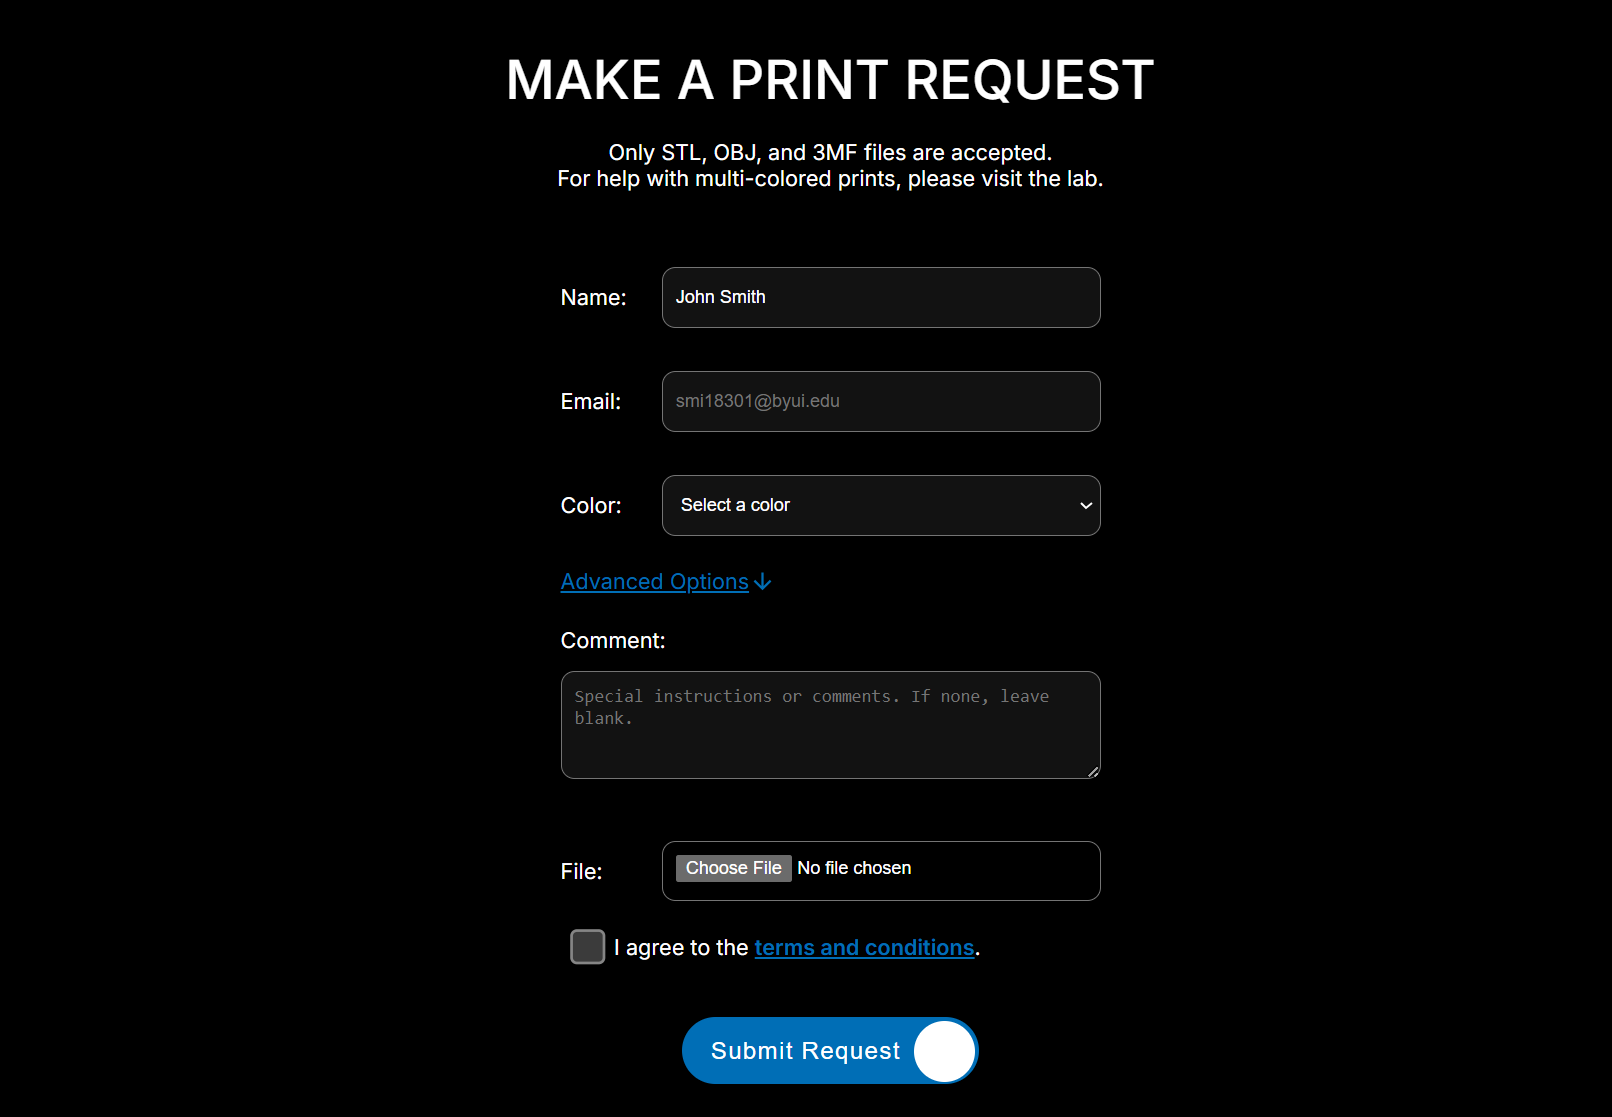 MAKE A PRINT REQUEST
Only STL, OBJ, and 3MF files are accepted.
For help with multi-colored prints, please visit the lab.
Name:
John Smith
Email:
smi18301@byui.edu
Color:
Select a color
Advanced Options↓
Comment:
Special instructions or comments. If none, leave
blank.
File:
Choose File No file chosen
I agree to the terms and conditions.
Submit Request